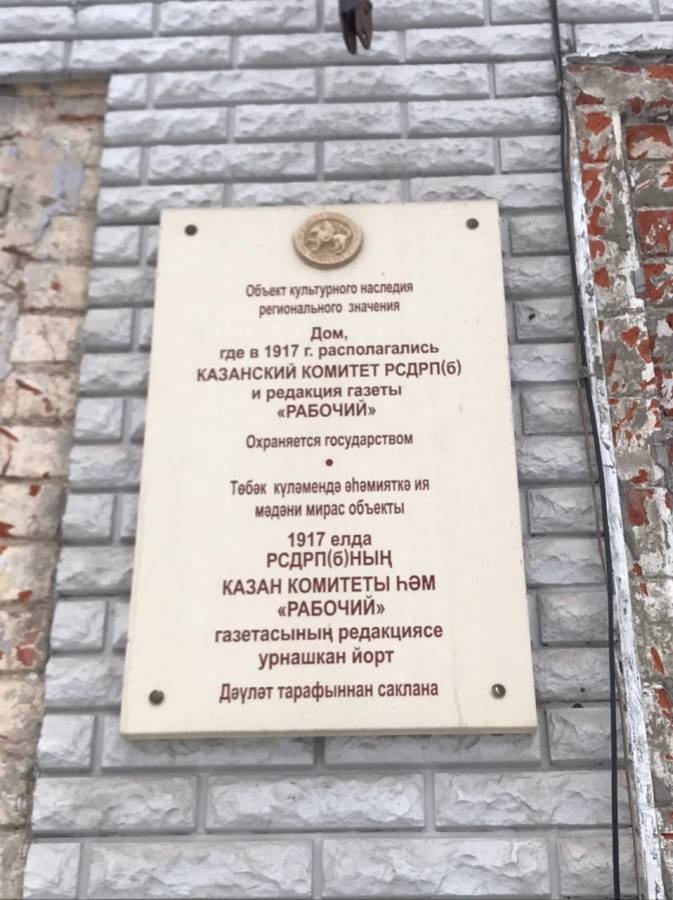 Объект культурного наследия
регионального значения
Дом,
где в 1917 г. располагались
КАЗАНСКИЙ КОМИТЕТ РСДРП(б)
и редакция газеты
«РАБОЧИЙ»
Охраняется государством
•
Төбәк күләмендә әһәмияткә ия
мәдәни мирас объекты
1917 елда
РСДРП(б)НЫҢ
КАЗАН КОМИТЕТЫ ҺӘМ
«РАБОЧИЙ»
газетасының редакциясе
урнашкан йорт
Дәүләт тарафыннан саклана